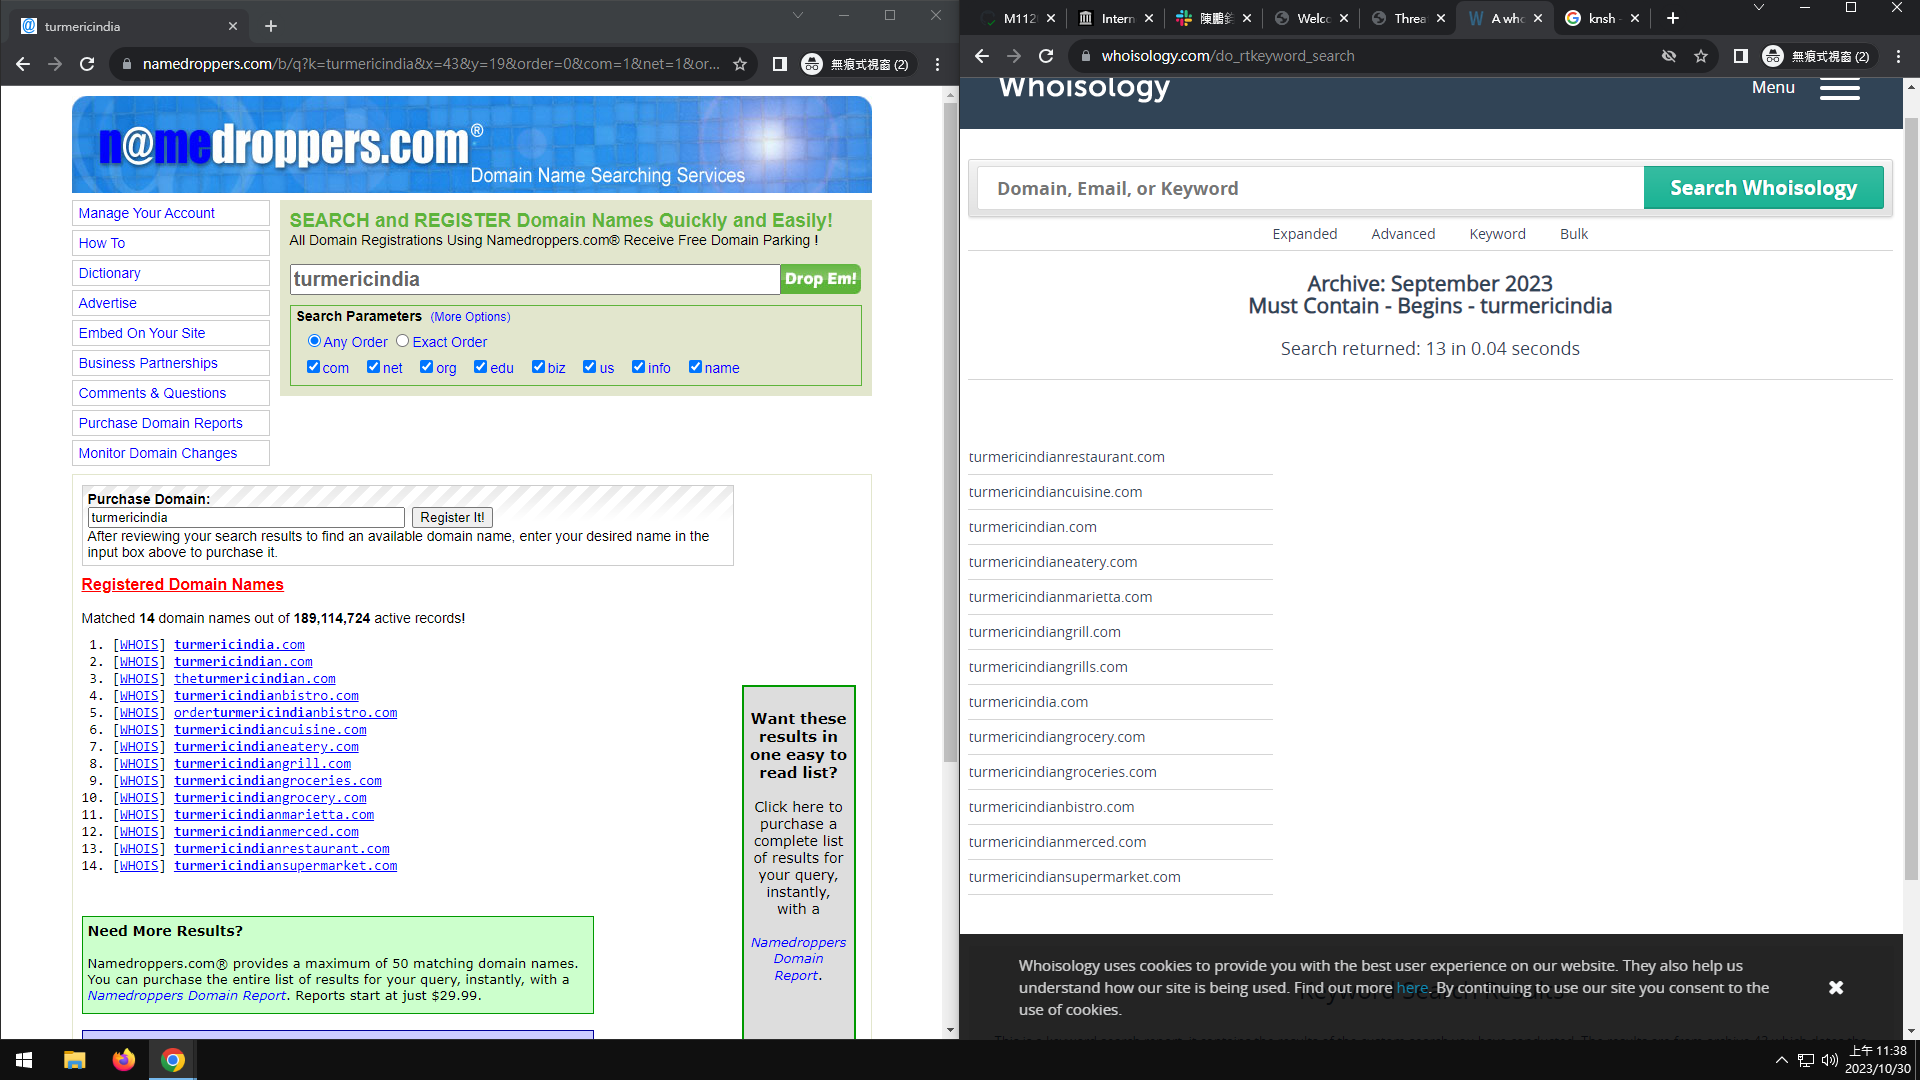 turmericindia
namedroppers.com/b/q?k=turmericindia&x=43&y=19&order=0&com=1&net=1&or...
無痕式視窗 (2)
n@medroppers.com®
Domain Name Searching Services
Manage Your Account
How To
Dictionary
Advertise
Embed On Your Site
Business Partnerships
Comments & Questions
Purchase Domain Reports
Monitor Domain Changes
SEARCH and REGISTER Domain Names Quickly and Easily!
All Domain Registrations Using Namedroppers.com® Receive Free Domain Parking !
turmericindia
Drop Em!
Search Parameters (More Options)
Any Order Exact Order
com net org edu biz us info name
Purchase Domain:
turmericindia Register It!
After reviewing your search results to find an available domain name, enter your desired name in the
input box above to purchase it.
Registered Domain Names
Matched 14 domain names out of 189,114,724 active records!
1. [WHOIS] turmericindia.com
2. [WHOIS] turmericindian.com
3. [WHOIS] theturmericindian.com
4. [WHOIS] turmericindianbistro.com
5. [WHOIS] orderturmericindianbistro.com
6. [WHOIS] turmericindiancuisine.com
7. [WHOIS] turmericindianeatery.com
8. [WHOIS] turmericindiangrill.com
9. [WHOIS] turmericindiangroceries.com
10. [WHOIS] turmericindiangrocery.com
11. [WHOIS] turmericindianmarietta.com
12. [WHOIS] turmericindianmerced.com
13. [WHOIS] turmericindianrestaurant.com
14. [WHOIS] turmericindiansupermarket.com
Want these
results in
one easy to
read list?
Click here to
purchase a
complete list
of results for
your query,
instantly,
with a
Namedroppers
Domain
Report.
Need More Results?
Namedroppers.com® provides a maximum of 50 matching domain names.
You can purchase the entire list of results for your query, instantly, with a
Namedroppers Domain Report. Reports start at just $29.99.
M112 Intern Welco Threa A who knsh
whoisology.com/do_rtkeyword_search
無痕式視窗 (2)
Whoisology
Menu
Domain, Email, or Keyword
Search Whoisology
Expanded Advanced Keyword Bulk
Archive: September 2023
Must Contain - Begins - turmericindia
Search returned: 13 in 0.04 seconds
turmericindianrestaurant.com
turmericindiancuisine.com
turmericindian.com
turmericindianeatery.com
turmericindianmarietta.com
turmericindiangrill.com
turmericindiangrills.com
turmericindia.com
turmericindiangrocery.com
turmericindiangroceries.com
turmericindianbistro.com
turmericindianmerced.com
turmericindiansupermarket.com
Whoisology uses cookies to provide you with the best user experience on our website. They also help us
understand how our site is being used. Find out more here. By continuing to use our site you consent to the
use of cookies.
Keyword Search Results
上午 11:38
2023/10/30